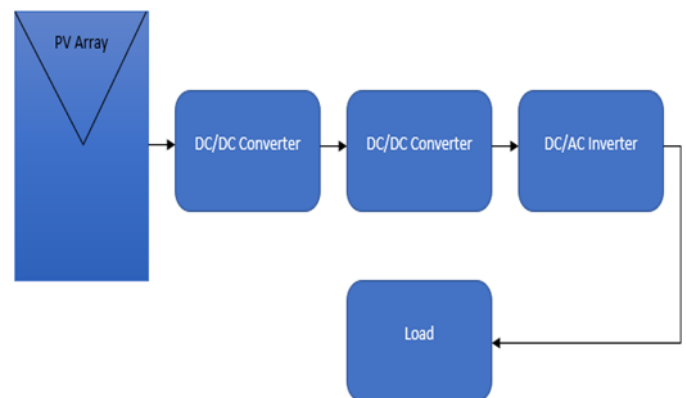 PV Array
DC/DC Converter
DC/DC Converter
DC/AC Inverter
Load